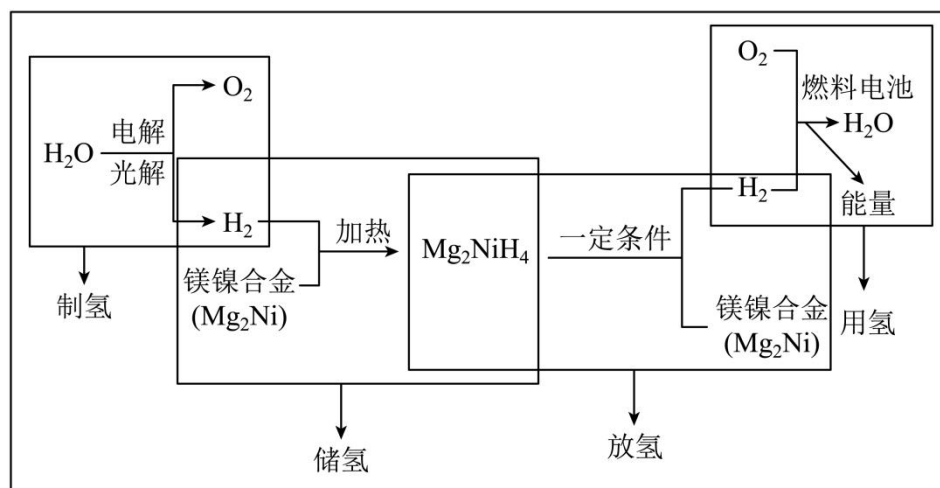 H₂O
电解
光解
O₂
H₂
镁镍合金
(Mg₂Ni)
加热
Mg₂NiH₄
一定条件
O₂
H₂
燃料电池
H₂O
能量
镁镍合金
(Mg₂Ni)
制氢
储氢
放氢
用氢